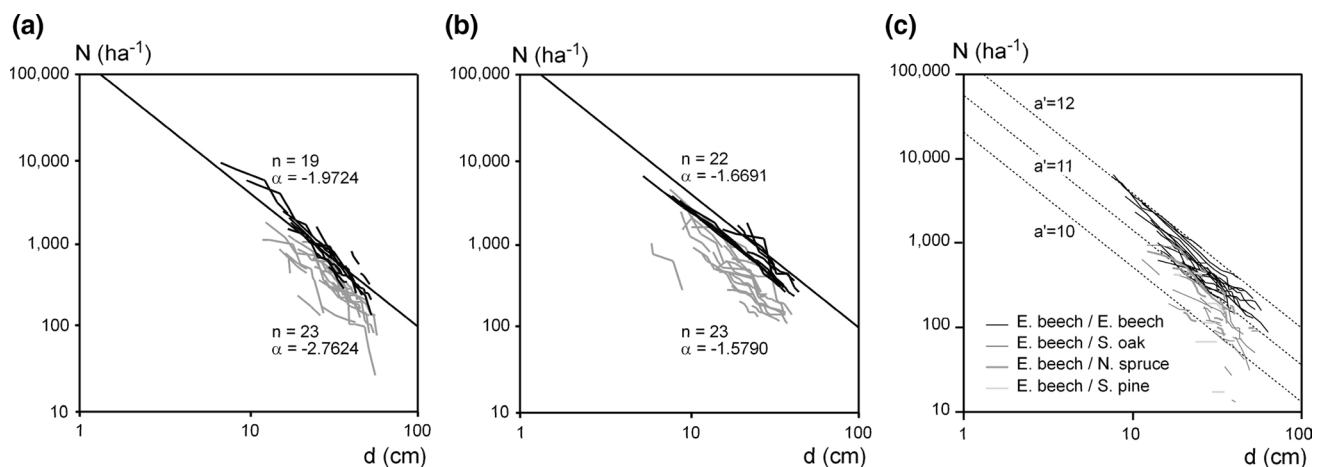 (a)
N (ha-1)
100,000
10,000
1,000
100
10
n = 19
α = -1.9724
n = 23
α = -2.7624
1 10 100
d (cm)
(b)
N (ha-1)
100,000
10,000
1,000
100
10
n = 22
α = -1.6691
n = 23
α = -1.5790
1 10 100
d (cm)
(c)
N (ha-1)
100,000
10,000
1,000
100
10
a'=12
a'=11
a'=10
E. beech / E. beech
E. beech / S. oak
E. beech / N. spruce
E. beech / S. pine
1 10 100
d (cm)